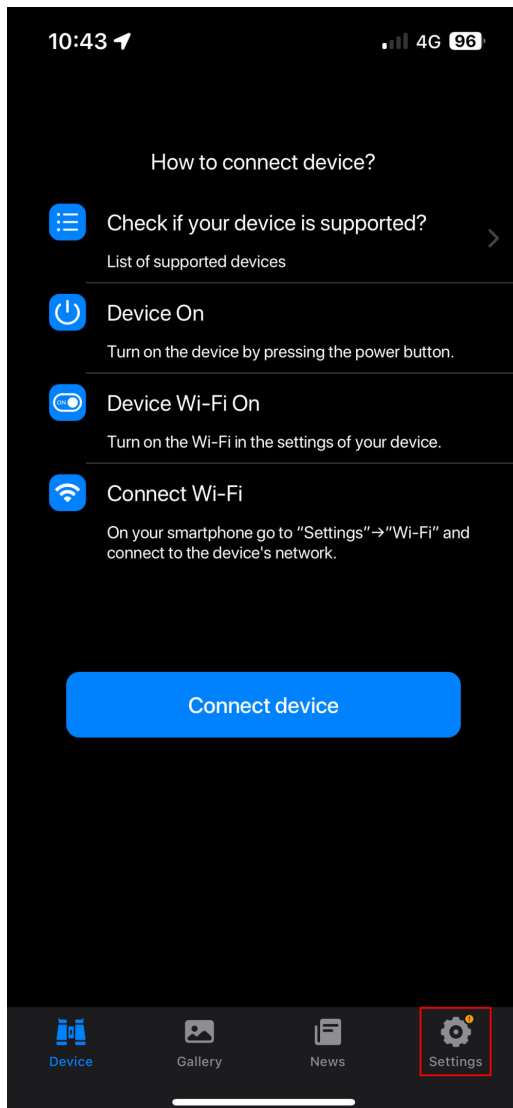 10:43 4G 96
How to connect device?
Check if your device is supported?
List of supported devices
Device On
Turn on the device by pressing the power button.
ON
Device Wi-Fi On
Turn on the Wi-Fi in the settings of your device.
Connect Wi-Fi
On your smartphone go to “Settings”→“Wi-Fi” and
connect to the device's network.
Connect device
Device Gallery News Settings